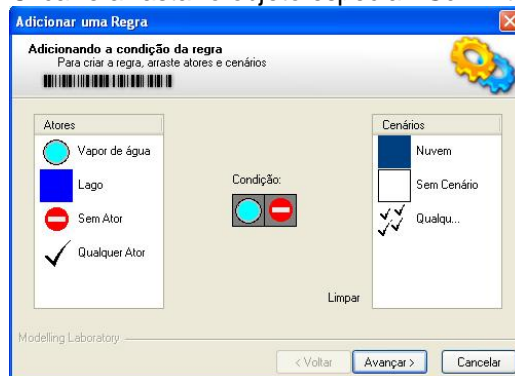 Adicionar uma Regra
Adicionando a condição da regra
Para criar a regra, arraste atores e cenários
Atores
Vapor de água
Lago
Sem Ator
Qualquer Ator
Condição:
Cenários
Nuvem
Sem Cenário
Qualqu...
Limpar
Modelling Laboratory
< Voltar
Avançar >
Cancelar